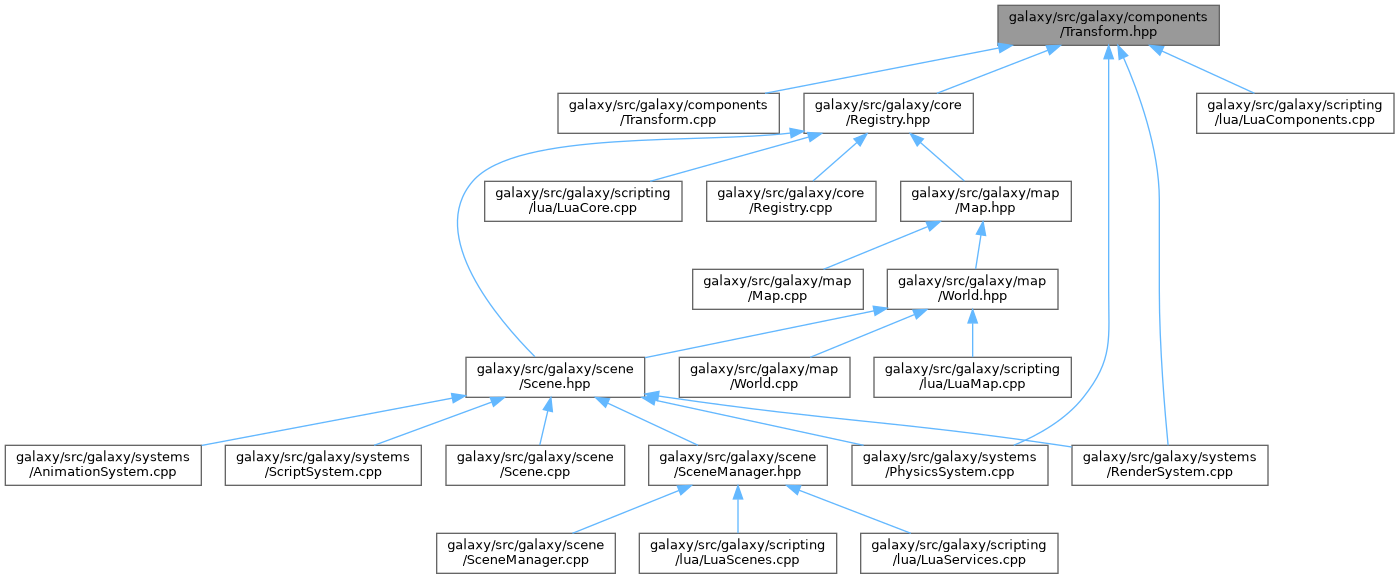 galaxy/src/galaxy/components
/Transform.hpp
galaxy/src/galaxy/components
/Transform.cpp
galaxy/src/galaxy/core
/Registry.hpp
galaxy/src/galaxy/scripting
/lua/LuaComponents.cpp
galaxy/src/galaxy/scripting
/lua/LuaCore.cpp
galaxy/src/galaxy/core
/Registry.cpp
galaxy/src/galaxy/map
/Map.hpp
galaxy/src/galaxy/map
/Map.cpp
galaxy/src/galaxy/map
/World.hpp
galaxy/src/galaxy/scene
/Scene.hpp
galaxy/src/galaxy/map
/World.cpp
galaxy/src/galaxy/scripting
/lua/LuaMap.cpp
galaxy/src/galaxy/systems
/AnimationSystem.cpp
galaxy/src/galaxy/systems
/ScriptSystem.cpp
galaxy/src/galaxy/scene
/Scene.cpp
galaxy/src/galaxy/scene
/SceneManager.hpp
galaxy/src/galaxy/systems
/PhysicsSystem.cpp
galaxy/src/galaxy/systems
/RenderSystem.cpp
galaxy/src/galaxy/scene
/SceneManager.cpp
galaxy/src/galaxy/scripting
/lua/LuaScenes.cpp
galaxy/src/galaxy/scripting
/lua/LuaServices.cpp